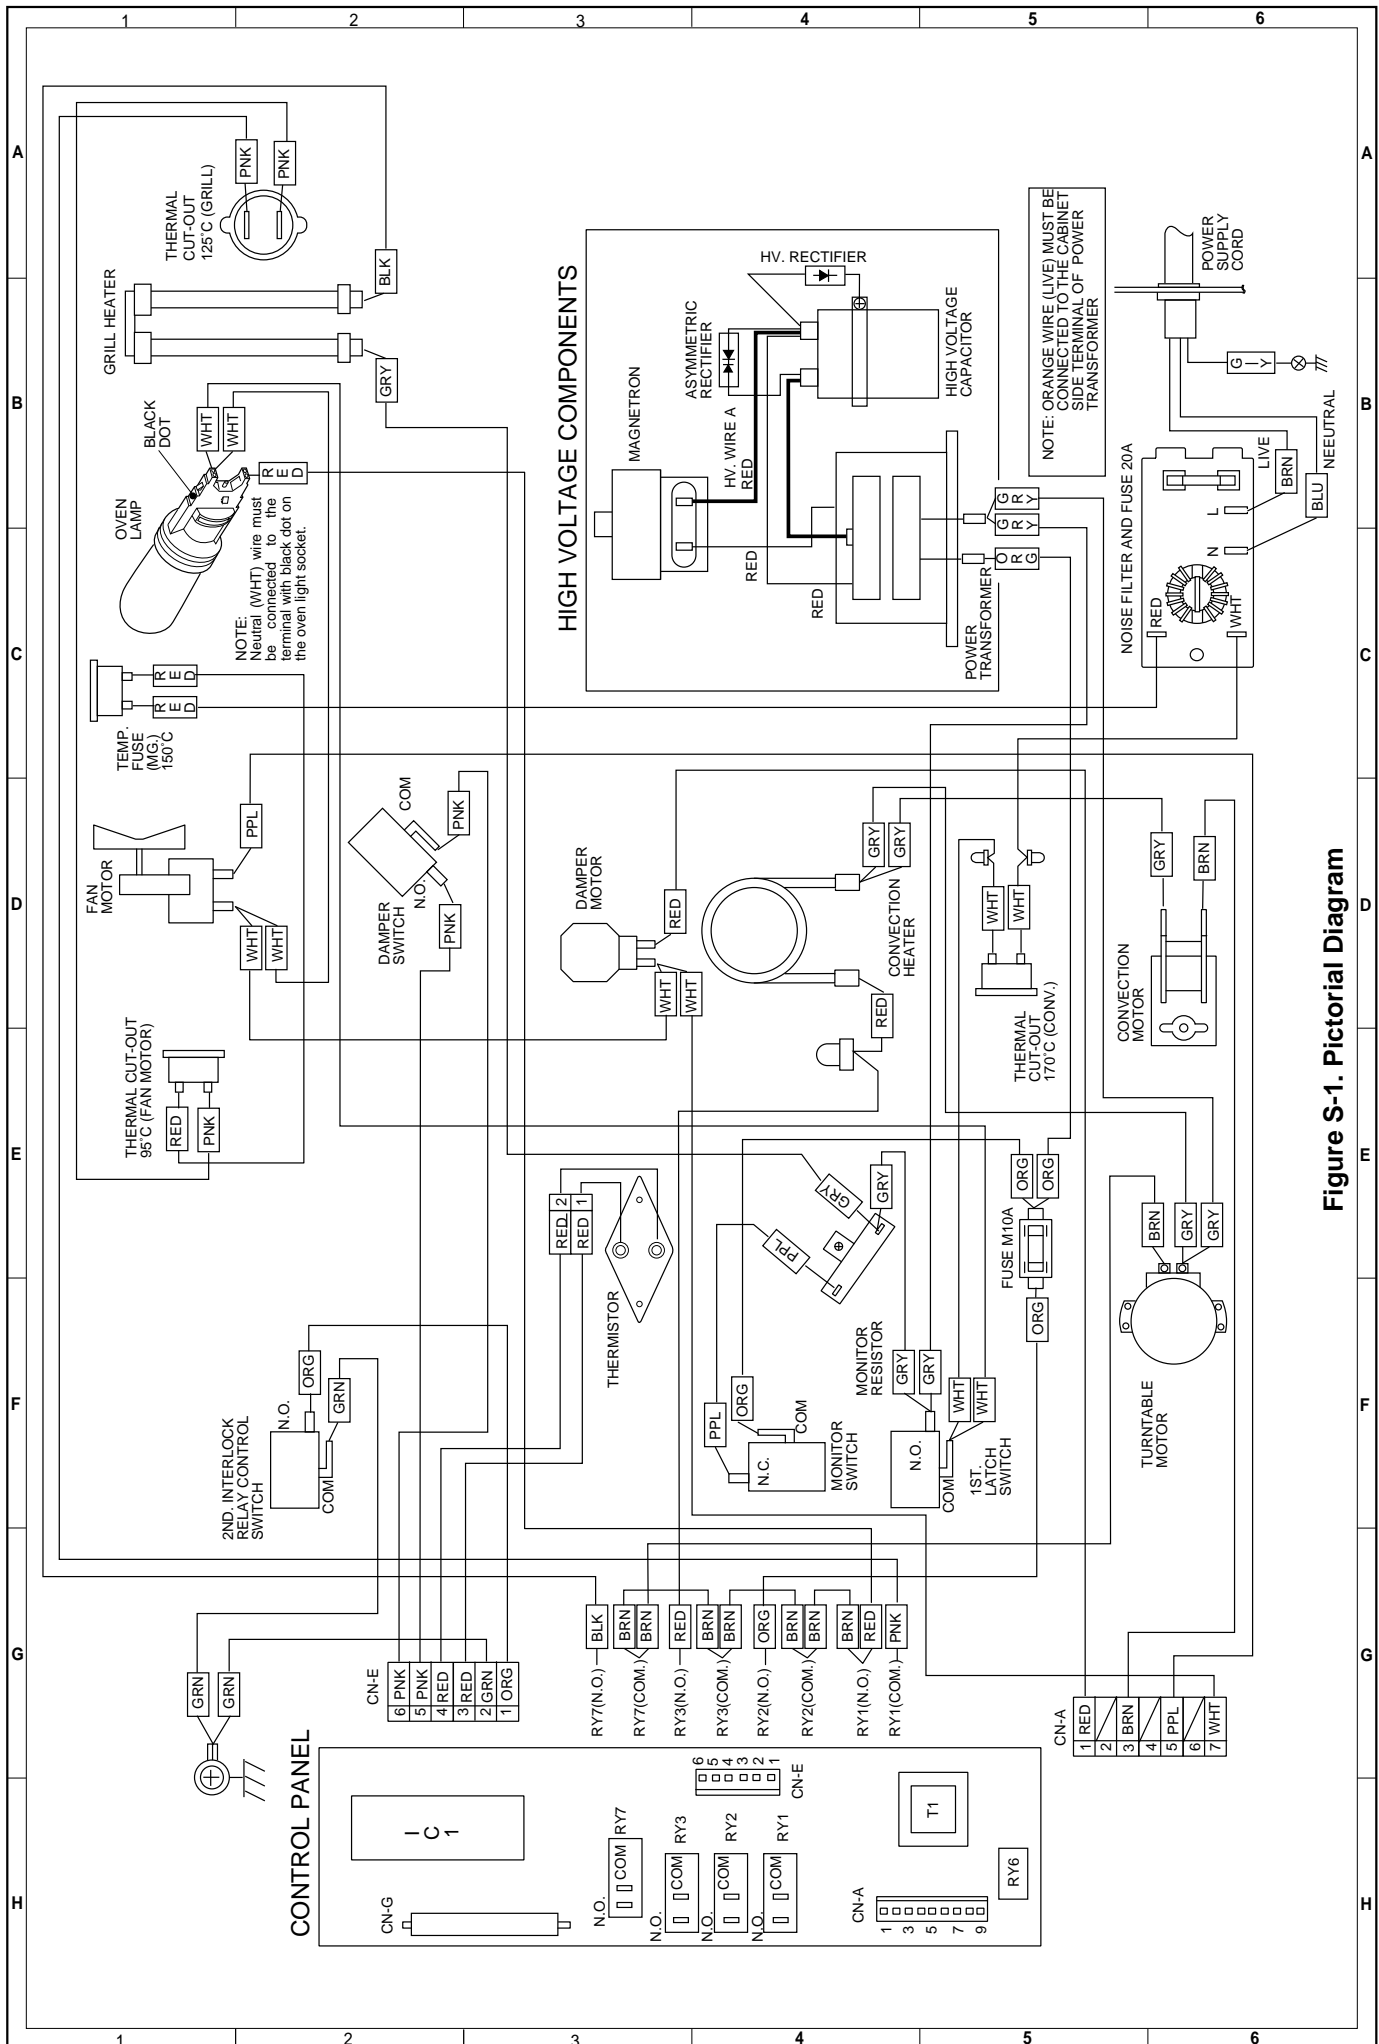 1 2 3 4 5 6
A
B
C
D
E
F
G
H
A
B
C
D
E
F
G
H
1 2 3 4 5 6
THERMAL
CUT-OUT
125˚C (GRILL)
PNK
PNK
GRILL HEATER
BLK
GRY
OVEN
LAMP
BLACK
DOT
WHT
WHT
RED
NOTE:
Neutral (WHT) wire must
be connected to the
terminal with black dot on
the oven light socket.
TEMP.
FUSE
(MG.)
150˚C
RED
RED
FAN
MOTOR
PPL
WHT
WHT
THERMAL CUT-OUT
95˚C (FAN MOTOR)
RED
PNK
DAMPER
SWITCH
N.O.
COM
PNK
PNK
2ND. INTERLOCK
RELAY CONTROL
SWITCH
N.O.
COM
ORG
GRN
GRN
GRN
HIGH VOLTAGE COMPONENTS
MAGNETRON
ASYMMETRIC
RECTIFIER
HV. RECTIFIER
HV. WIRE A
RED
RED
RED
HIGH VOLTAGE
CAPACITOR
POWER
TRANSFORMER
GRY
GRY
ORG
NOTE: ORANGE WIRE (LIVE) MUST BE
CONNECTED TO THE CABINET
SIDE TERMINAL OF POWER
TRANSFORMER
POWER
SUPPLY
CORD
G-Y
LIVE
BRN
NEUTRAL
BLU
NOISE FILTER AND FUSE 20A
L
N
RED
WHT
DAMPER
MOTOR
RED
WHT
WHT
CONVECTION
HEATER
GRY
GRY
RED
THERMAL
CUT-OUT
170˚C (CONV.)
WHT
WHT
CONVECTION
MOTOR
GRY
BRN
THERMISTOR
RED 2
RED 1
MONITOR
RESISTOR
PPL
GRY
GRY
MONITOR
SWITCH
N.C.
COM
PPL
ORG
1ST.
LATCH
SWITCH
N.O.
COM
GRY
GRY
WHT
WHT
FUSE M10A
ORG
ORG
ORG
TURNTABLE
MOTOR
BRN
GRY
GRY
CN-E
6 PNK
5 PNK
4 RED
3 RED
2 GRN
1 ORG
RY7(N.O.) BLK
RY7(COM.) BRN
BRN
RY3(N.O.) RED
RY3(COM.) BRN
BRN
RY2(N.O.) ORG
RY2(COM.) BRN
BRN
RY1(N.O.) BRN
RED
RY1(COM.) PNK
CN-A
1 RED
2
3 BRN
4
5 PPL
6
7 WHT
CONTROL PANEL
IC1
CN-G
N.O. COM RY7
N.O. COM RY3
N.O. COM RY2
N.O. COM RY1
6 5 4 3 2 1
CN-E
T1
RY6
CN-A
1 3 5 7 9
Figure S-1. Pictorial Diagram